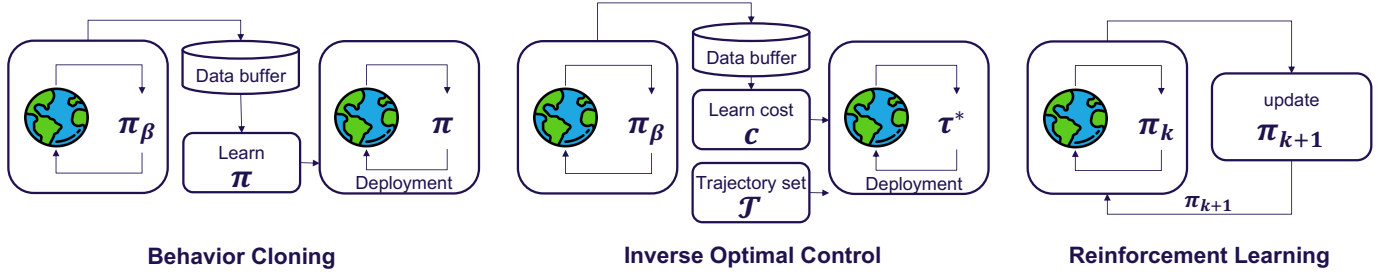 Data buffer
π_β
Learn
π
π
Deployment
Behavior Cloning
Data buffer
π_β
Learn cost
c
Trajectory set
𝒯
τ*
Deployment
Inverse Optimal Control
π_k
update
π_{k+1}
π_{k+1}
Reinforcement Learning